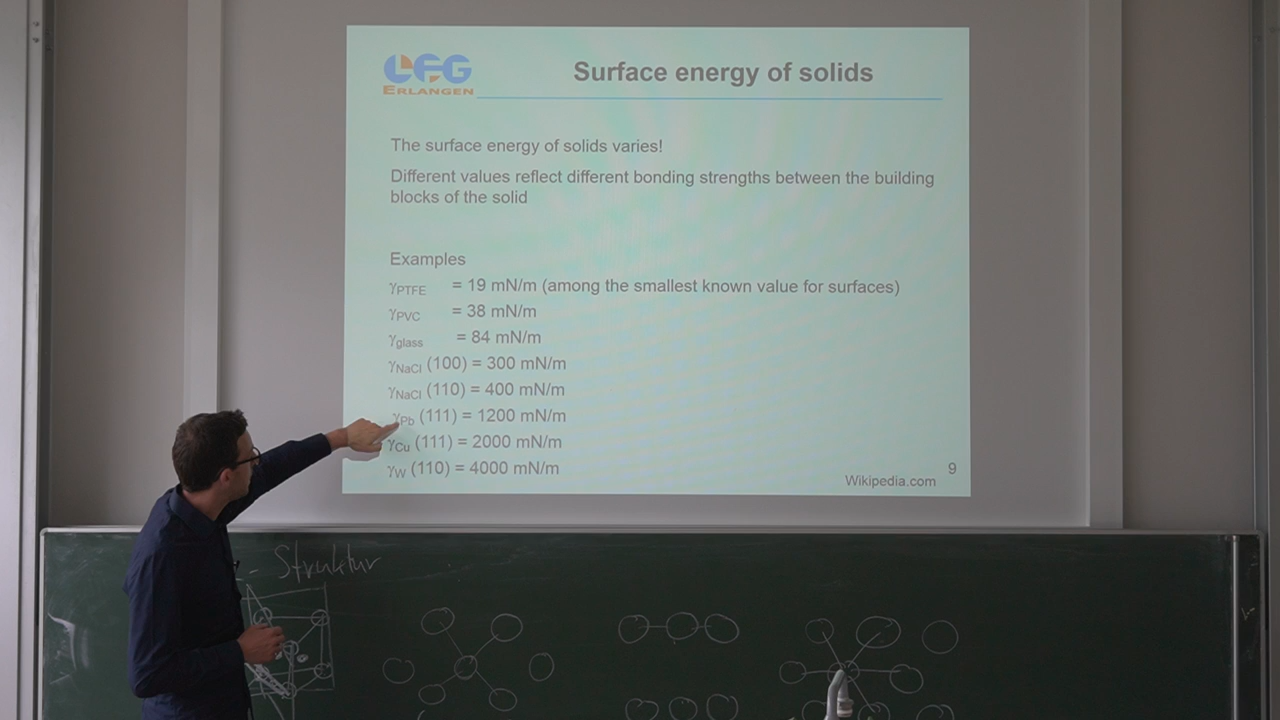 LFG
ERLANGEN
Surface energy of solids
The surface energy of solids varies!
Different values reflect different bonding strengths between the building
blocks of the solid
Examples
γPTFE = 19 mN/m (among the smallest known value for surfaces)
γPVC = 38 mN/m
γglass = 84 mN/m
γNaCl (100) = 300 mN/m
γNaCl (110) = 400 mN/m
γPb (111) = 1200 mN/m
γCu (111) = 2000 mN/m
γW (110) = 4000 mN/m
9
Wikipedia.com
- Struktur